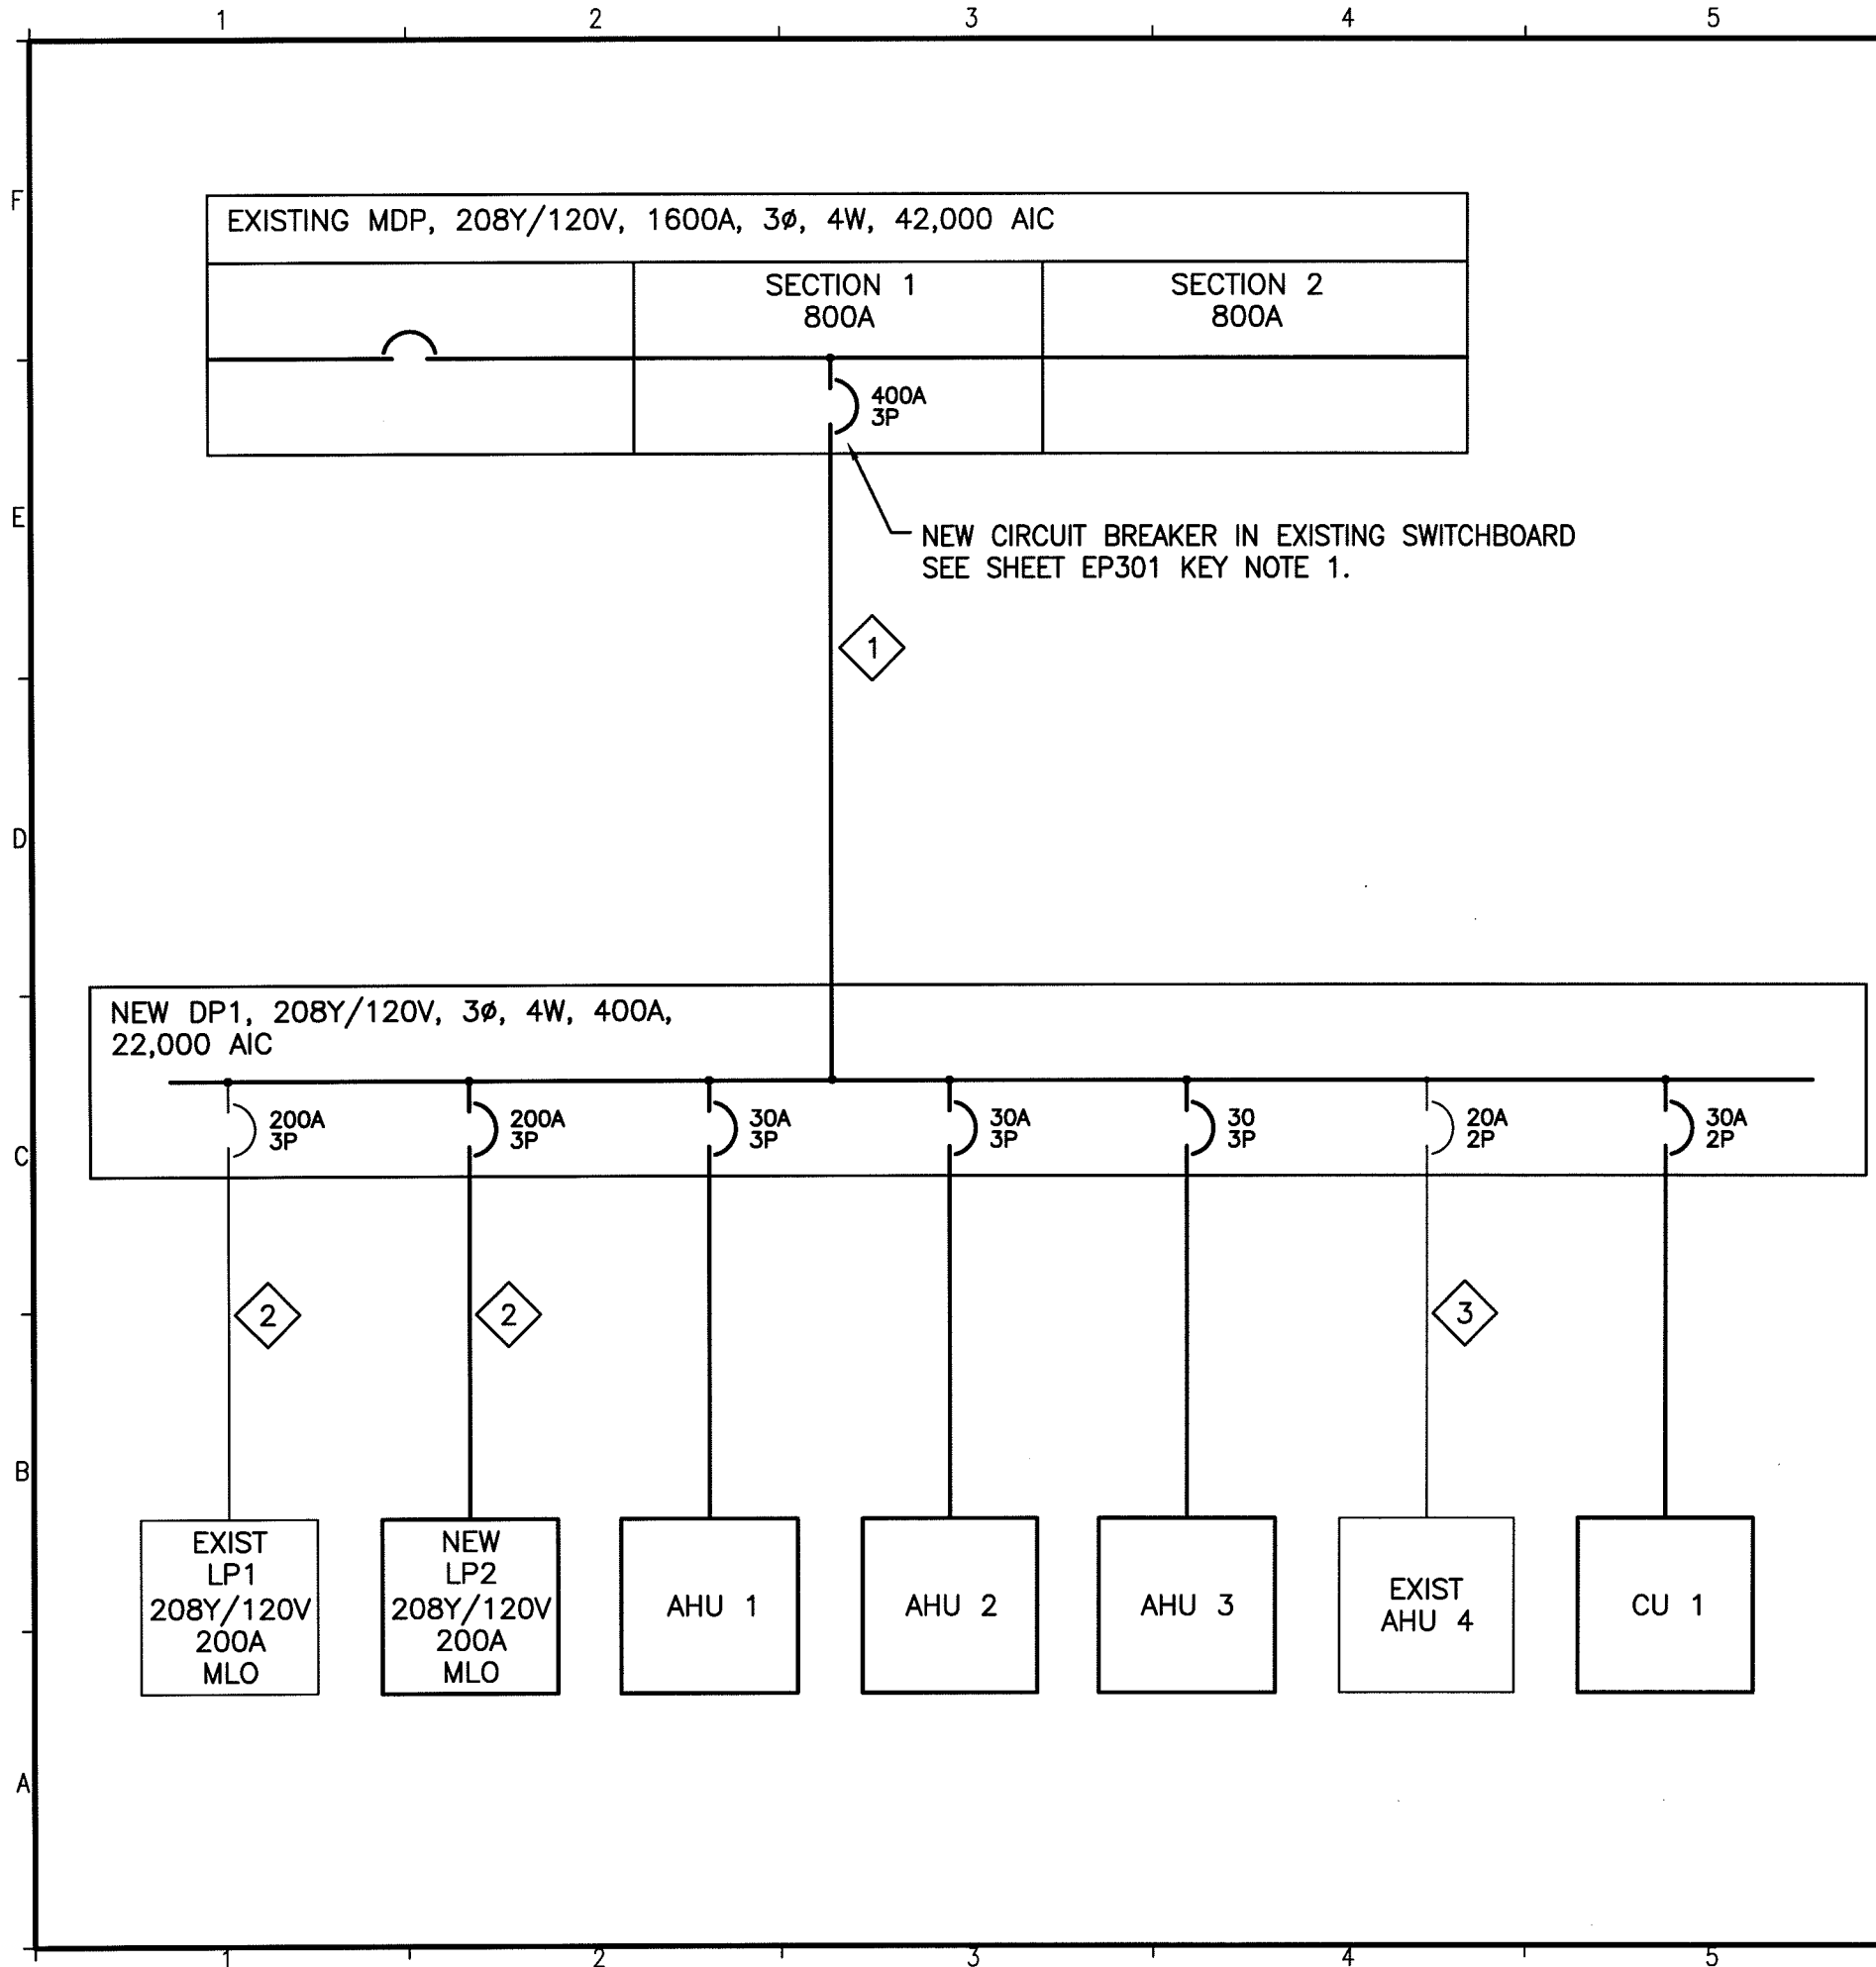 1 2 3 4 5
F
EXISTING MDP, 208Y/120V, 1600A, 3ø, 4W, 42,000 AIC
SECTION 1
800A
SECTION 2
800A
400A
3P
E
NEW CIRCUIT BREAKER IN EXISTING SWITCHBOARD
SEE SHEET EP301 KEY NOTE 1.
1
D
NEW DP1, 208Y/120V, 3ø, 4W, 400A,
22,000 AIC
200A
3P
200A
3P
30A
3P
30A
3P
30
3P
20A
2P
30A
2P
C
2
2
3
B
EXIST
LP1
208Y/120V
200A
MLO
NEW
LP2
208Y/120V
200A
MLO
AHU 1
AHU 2
AHU 3
EXIST
AHU 4
CU 1
A
1 2 3 4 5